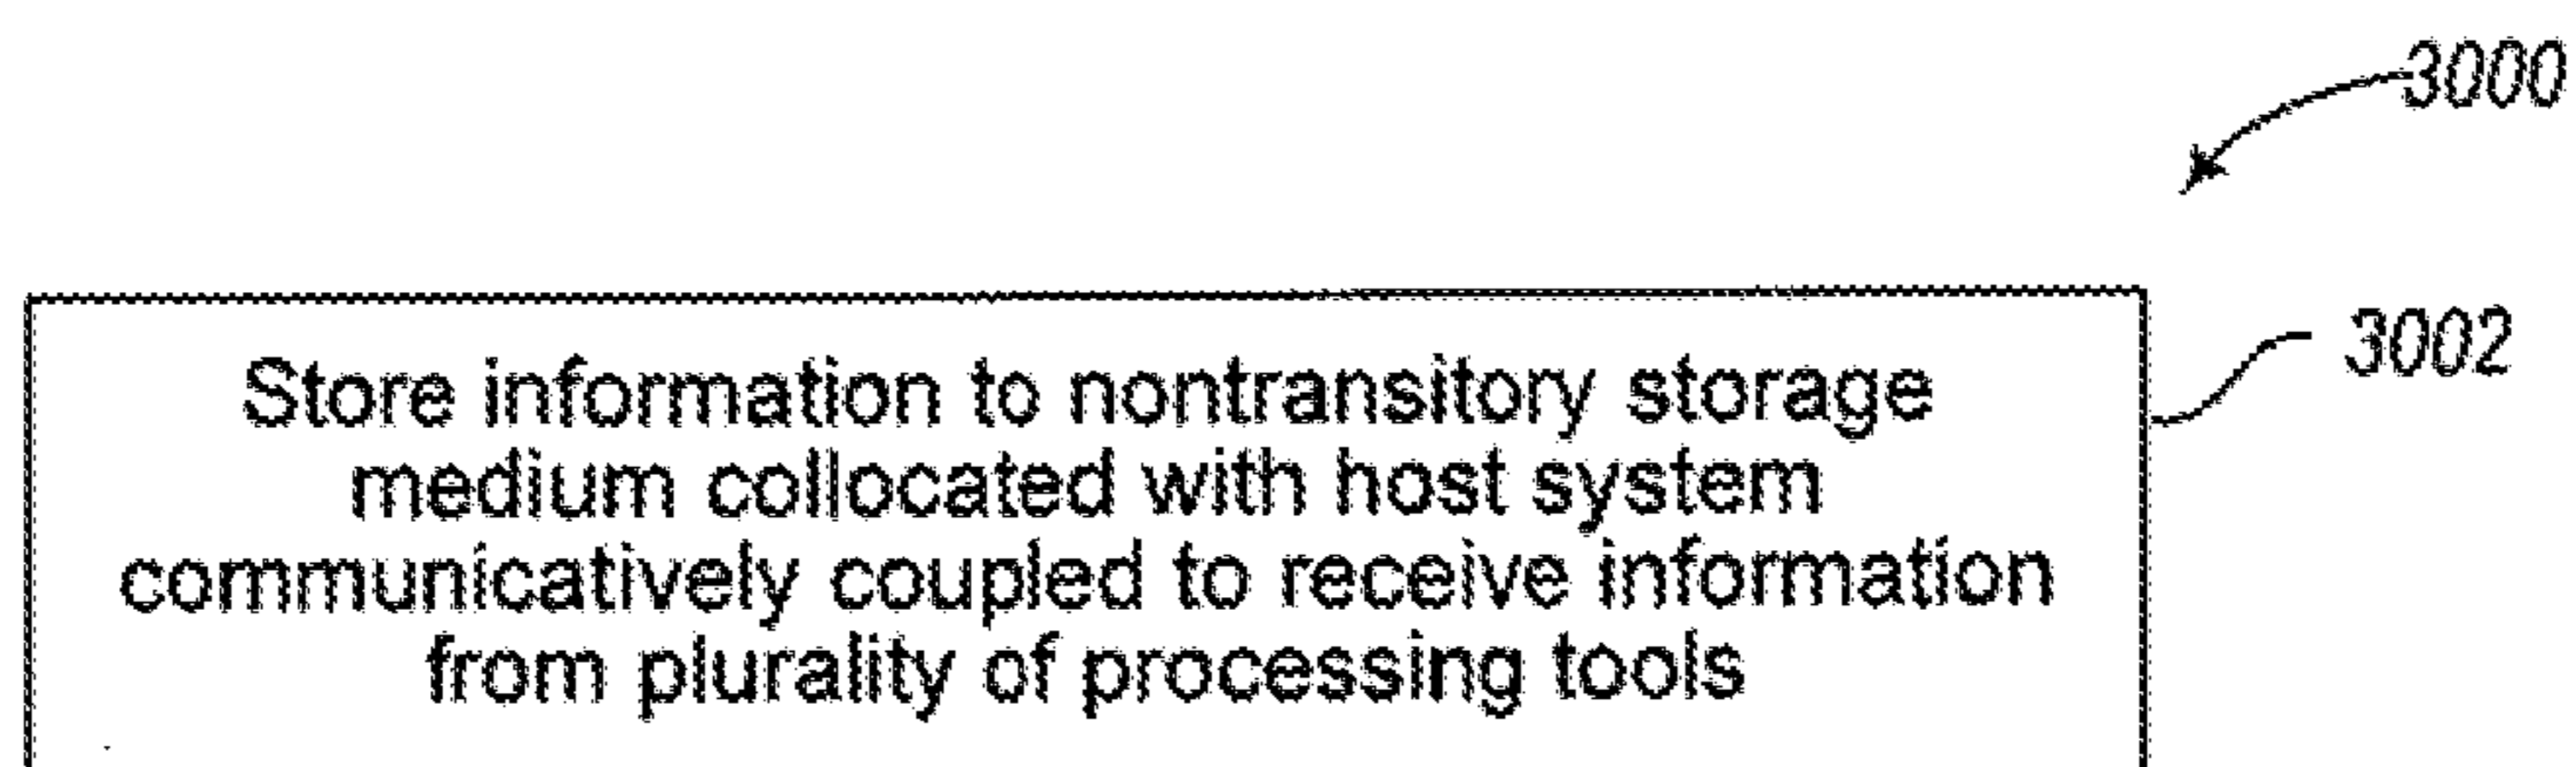 3000
3002
Store information to nontransitory storage
medium collocated with host system
communicatively coupled to receive information
from plurality of processing tools